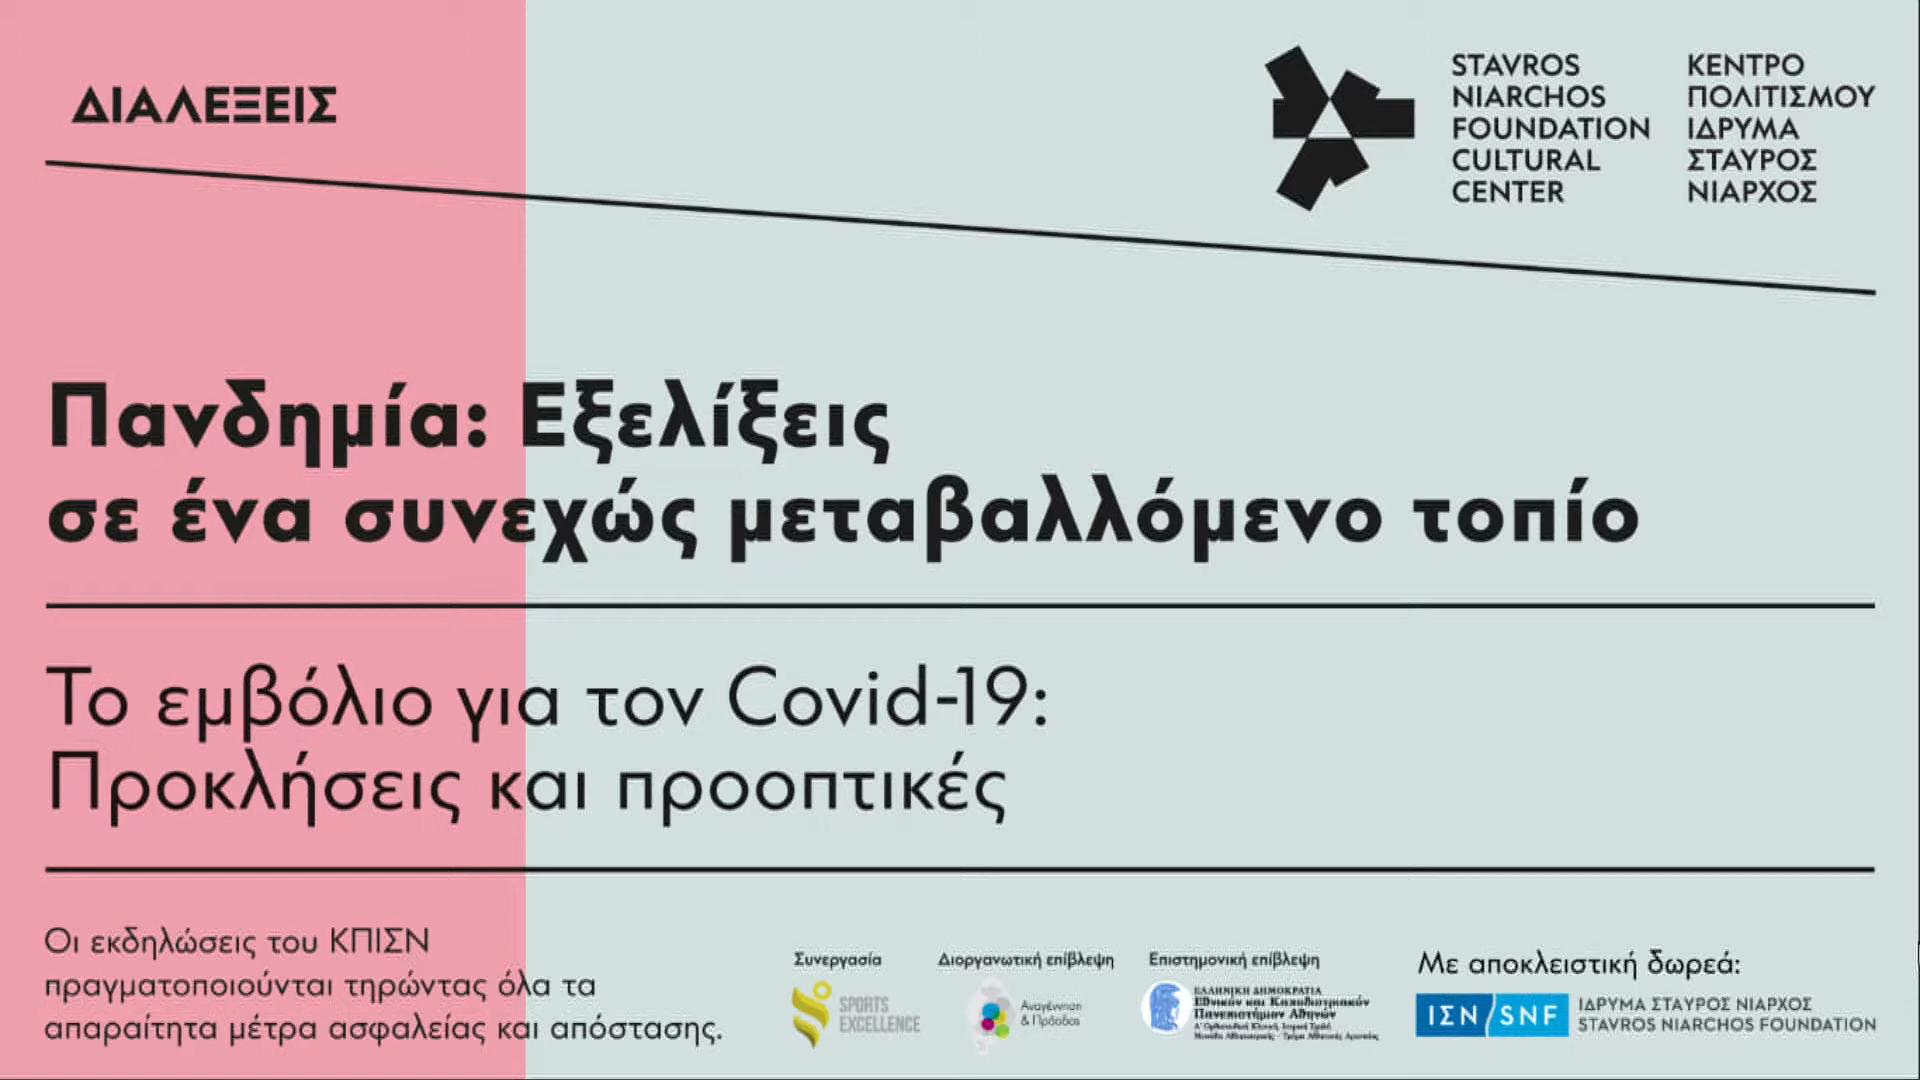 ΔΙΑΛΕΞΕΙΣ
STAVROS
NIARCHOS
FOUNDATION
CULTURAL
CENTER
ΚΕΝΤΡΟ
ΠΟΛΙΤΙΣΜΟΥ
ΙΔΡΥΜΑ
ΣΤΑΥΡΟΣ
ΝΙΑΡΧΟΣ
Πανδημία: Εξελίξεις
σε ένα συνεχώς μεταβαλλόμενο τοπίο
Το εμβόλιο για τον Covid-19:
Προκλήσεις και προοπτικές
Οι εκδηλώσεις του ΚΠΙΣΝ
πραγματοποιούνται τηρώντας όλα τα
απαραίτητα μέτρα ασφαλείας και απόστασης.
Συνεργασία
SPORTS
EXCELLENCE
Διοργανωτική επίβλεψη
Αναγέννηση
& Πρόοδος
Επιστημονική επίβλεψη
ΕΛΛΗΝΙΚΗ ΔΗΜΟΚΡΑΤΙΑ
Εθνικόν και Καποδιστριακόν
Πανεπιστήμιον Αθηνών
Με αποκλειστική δωρεά:
ΙΣΝ/SNF
ΙΔΡΥΜΑ ΣΤΑΥΡΟΣ ΝΙΑΡΧΟΣ
STAVROS NIARCHOS FOUNDATION